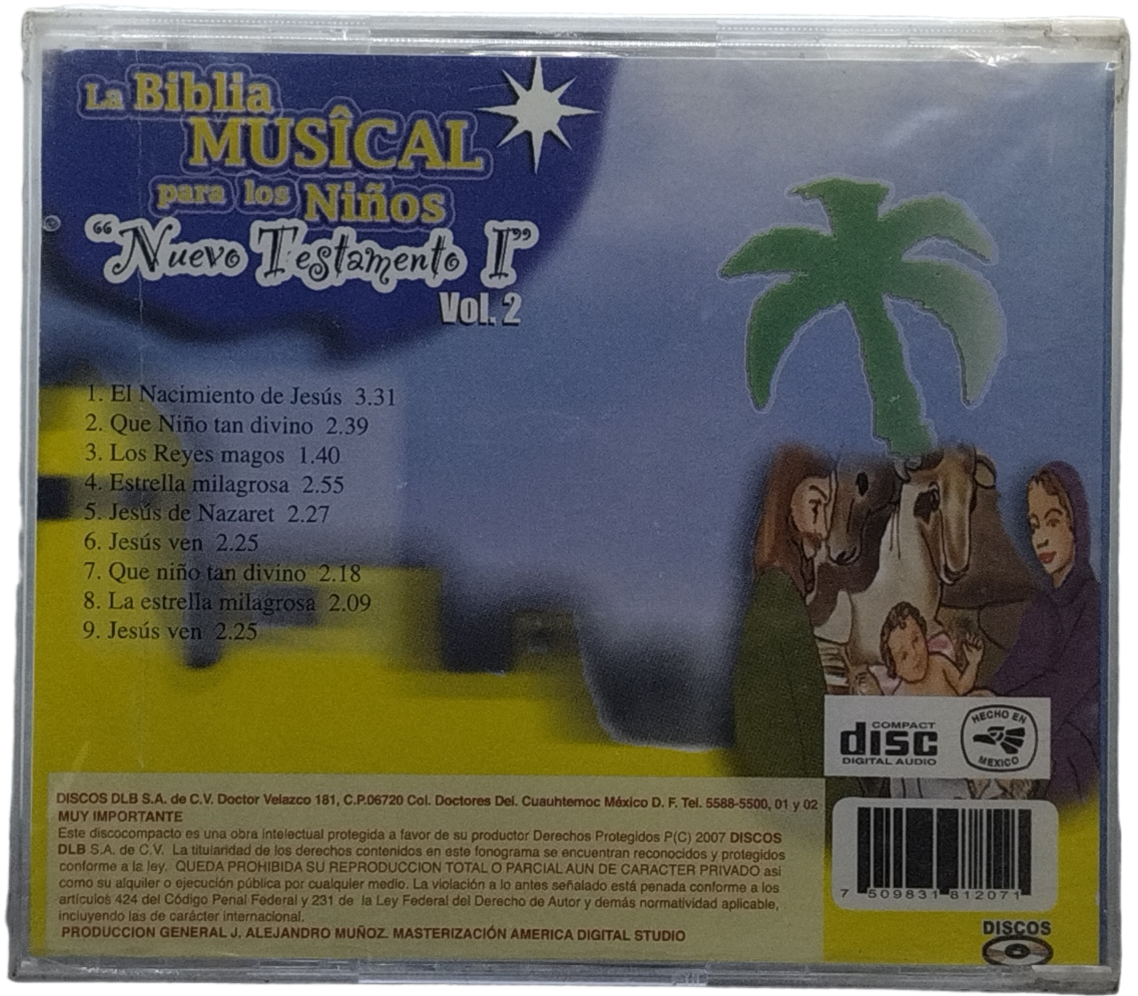 La Biblia
MUSÎCAL
para los Niños
"Nuevo Testamento I"
Vol. 2
1. El Nacimiento de Jesús 3.31
2. Que Niño tan divino 2.39
3. Los Reyes magos 1.40
4. Estrella milagrosa 2.55
5. Jesús de Nazaret 2.27
6. Jesús ven 2.25
7. Que niño tan divino 2.18
8. La estrella milagrosa 2.09
9. Jesús ven 2.25
COMPACT
disc
DIGITAL AUDIO
HECHO EN
MEXICO
DISCOS DLB S.A. de C.V. Doctor Velazco 181, C.P.06720 Col. Doctores Del. Cuauhtemoc México D. F. Tel. 5588-5500, 01 y 02
MUY IMPORTANTE
Este discocompacto es una obra intelectual protegida a favor de su productor Derechos Protegidos P(C) 2007 DISCOS
DLB S.A. de C.V. La titularidad de los derechos contenidos en este fonograma se encuentran reconocidos y protegidos
conforme a la ley. QUEDA PROHIBIDA SU REPRODUCCION TOTAL O PARCIAL AUN DE CARACTER PRIVADO asi
como su alquiler o ejecución pública por cualquier medio. La violación a lo antes señalado está penada conforme a los
artículos 424 del Código Penal Federal y 231 de la Ley Federal del Derecho de Autor y demás normatividad aplicable,
incluyendo las de carácter internacional.
PRODUCCION GENERAL J. ALEJANDRO MUÑOZ. MASTERIZACIÓN AMERICA DIGITAL STUDIO
7 509831 812071
DISCOS